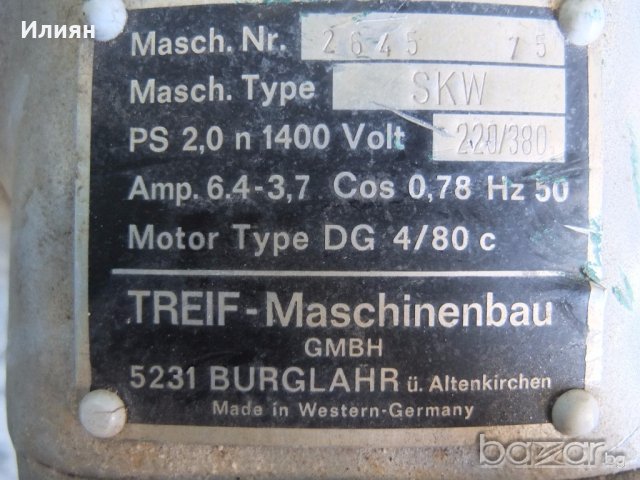 Илиян
Masch. Nr. 2645 75
Masch. Type SKW
PS 2,0 n 1400 Volt 220/380
Amp. 6.4-3,7 Cos 0,78 Hz 50
Motor Type DG 4/80 c
TREIF-Maschinenbau
GMBH
5231 BURGLAHR ü. Altenkirchen
Made in Western-Germany
bazar.bg